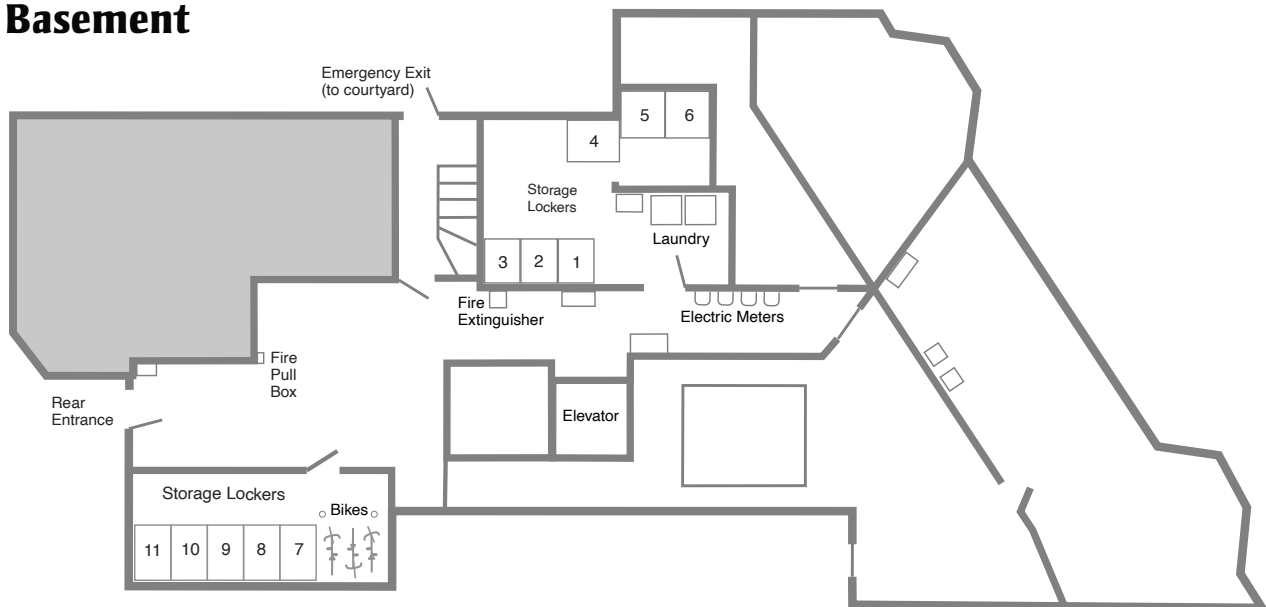 Basement
Emergency Exit
(to courtyard)
5
6
4
Storage
Lockers
Laundry
3
2
1
Fire
Extinguisher
Electric Meters
Fire
Pull
Box
Rear
Entrance
Elevator
Storage Lockers
Bikes
11
10
9
8
7